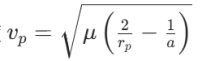 v_p = \sqrt{\mu \left( \frac{2}{r_p} - \frac{1}{a} \right)}